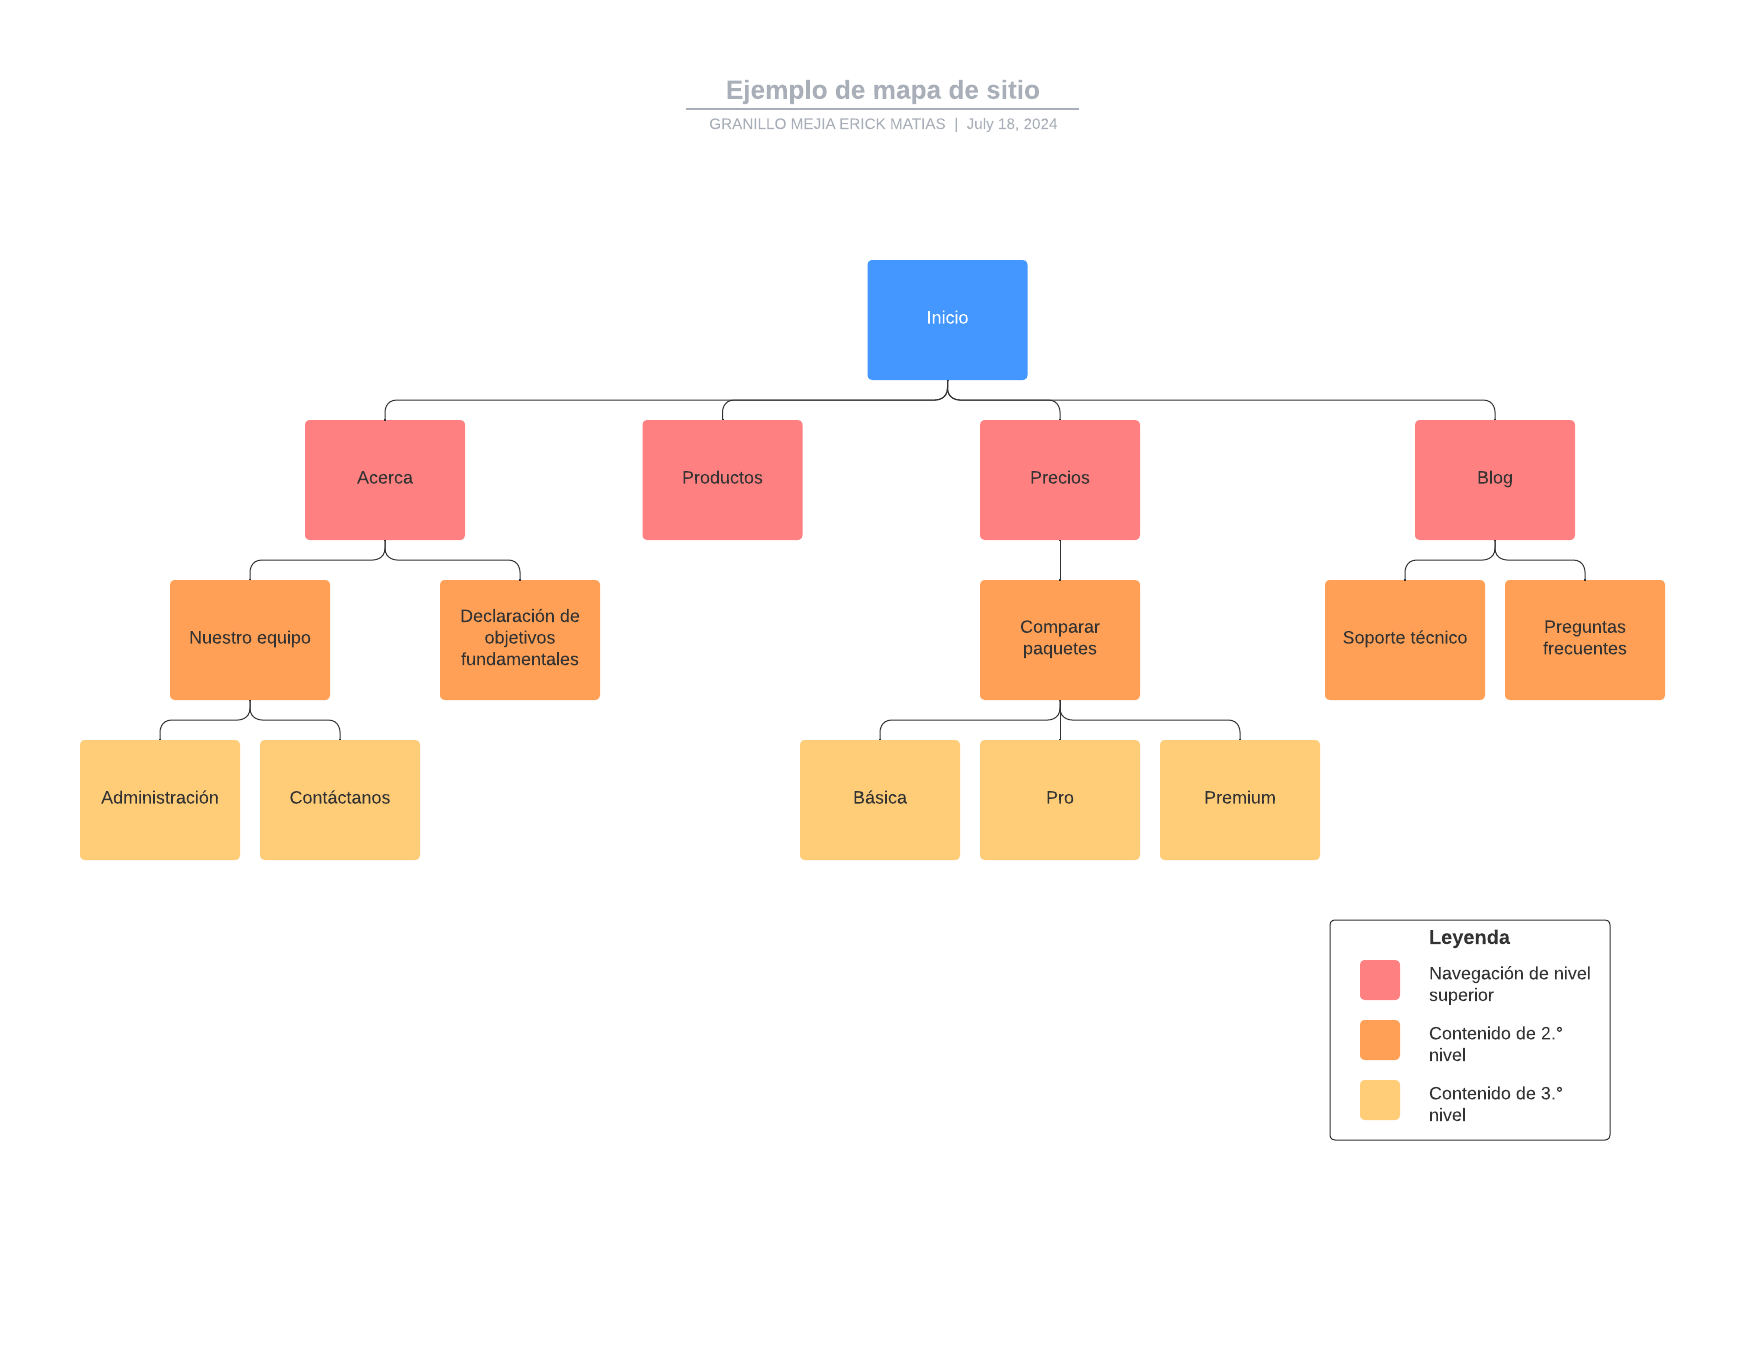 Ejemplo de mapa de sitio
GRANILLO MEJIA ERICK MATIAS | July 18, 2024
Inicio
Acerca
Productos
Precios
Blog
Nuestro equipo
Declaración de
objetivos
fundamentales
Comparar
paquetes
Soporte técnico
Preguntas
frecuentes
Administración
Contáctanos
Básica
Pro
Premium
Leyenda
Navegación de nivel
superior
Contenido de 2.°
nivel
Contenido de 3.°
nivel